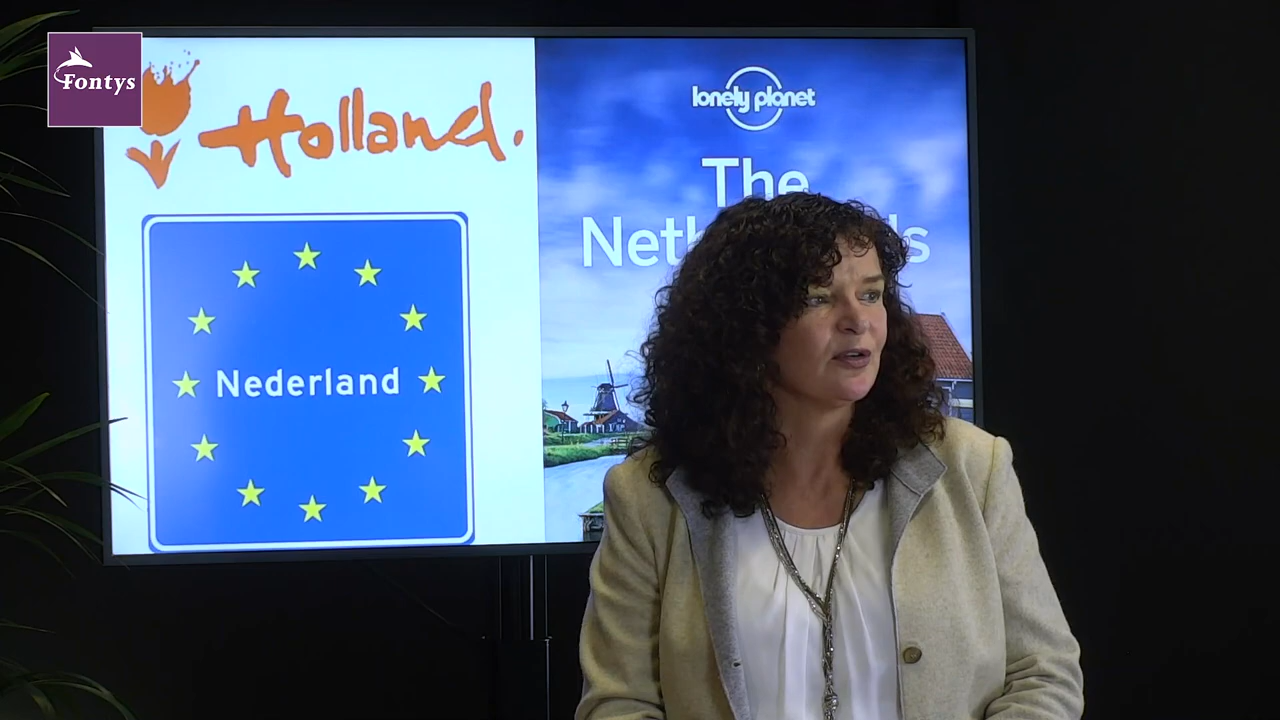 Fontys
Holland.
Nederland
lonely planet
The